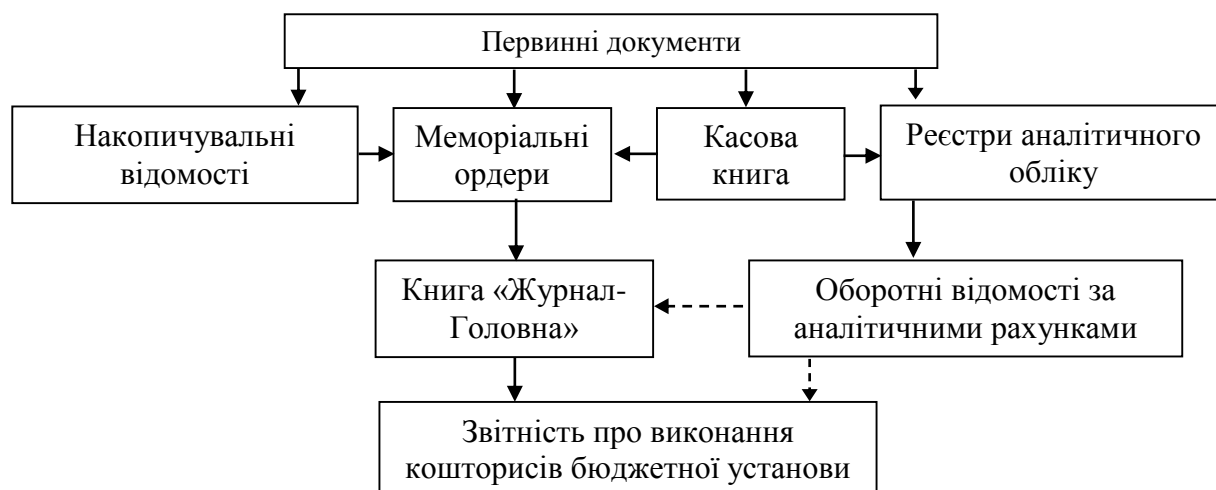 Первинні документи
Накопичувальні
відомості
Меморіальні
ордери
Касова
книга
Реєстри аналітичного
обліку
Книга «Журнал-
Головна»
Оборотні відомості за
аналітичними рахунками
Звітність про виконання
кошторисів бюджетної установи